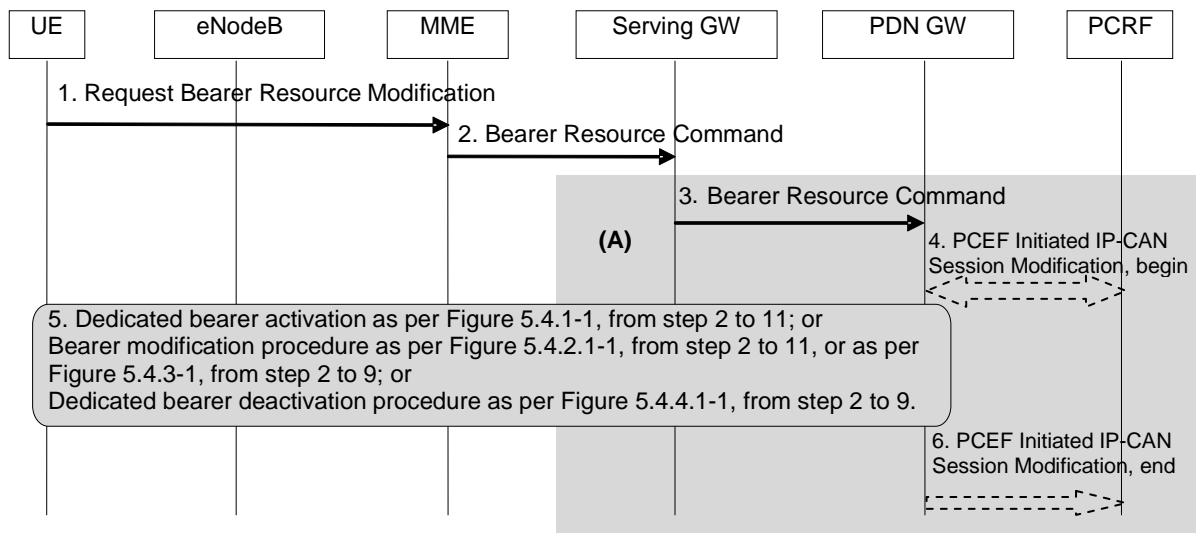 UE
eNodeB
MME
Serving GW
PDN GW
PCRF
1. Request Bearer Resource Modification
2. Bearer Resource Command
3. Bearer Resource Command
(A)
4. PCEF Initiated IP-CAN
Session Modification, begin
5. Dedicated bearer activation as per Figure 5.4.1-1, from step 2 to 11; or
Bearer modification procedure as per Figure 5.4.2.1-1, from step 2 to 11, or as per
Figure 5.4.3-1, from step 2 to 9; or
Dedicated bearer deactivation procedure as per Figure 5.4.4.1-1, from step 2 to 9.
6. PCEF Initiated IP-CAN
Session Modification, end